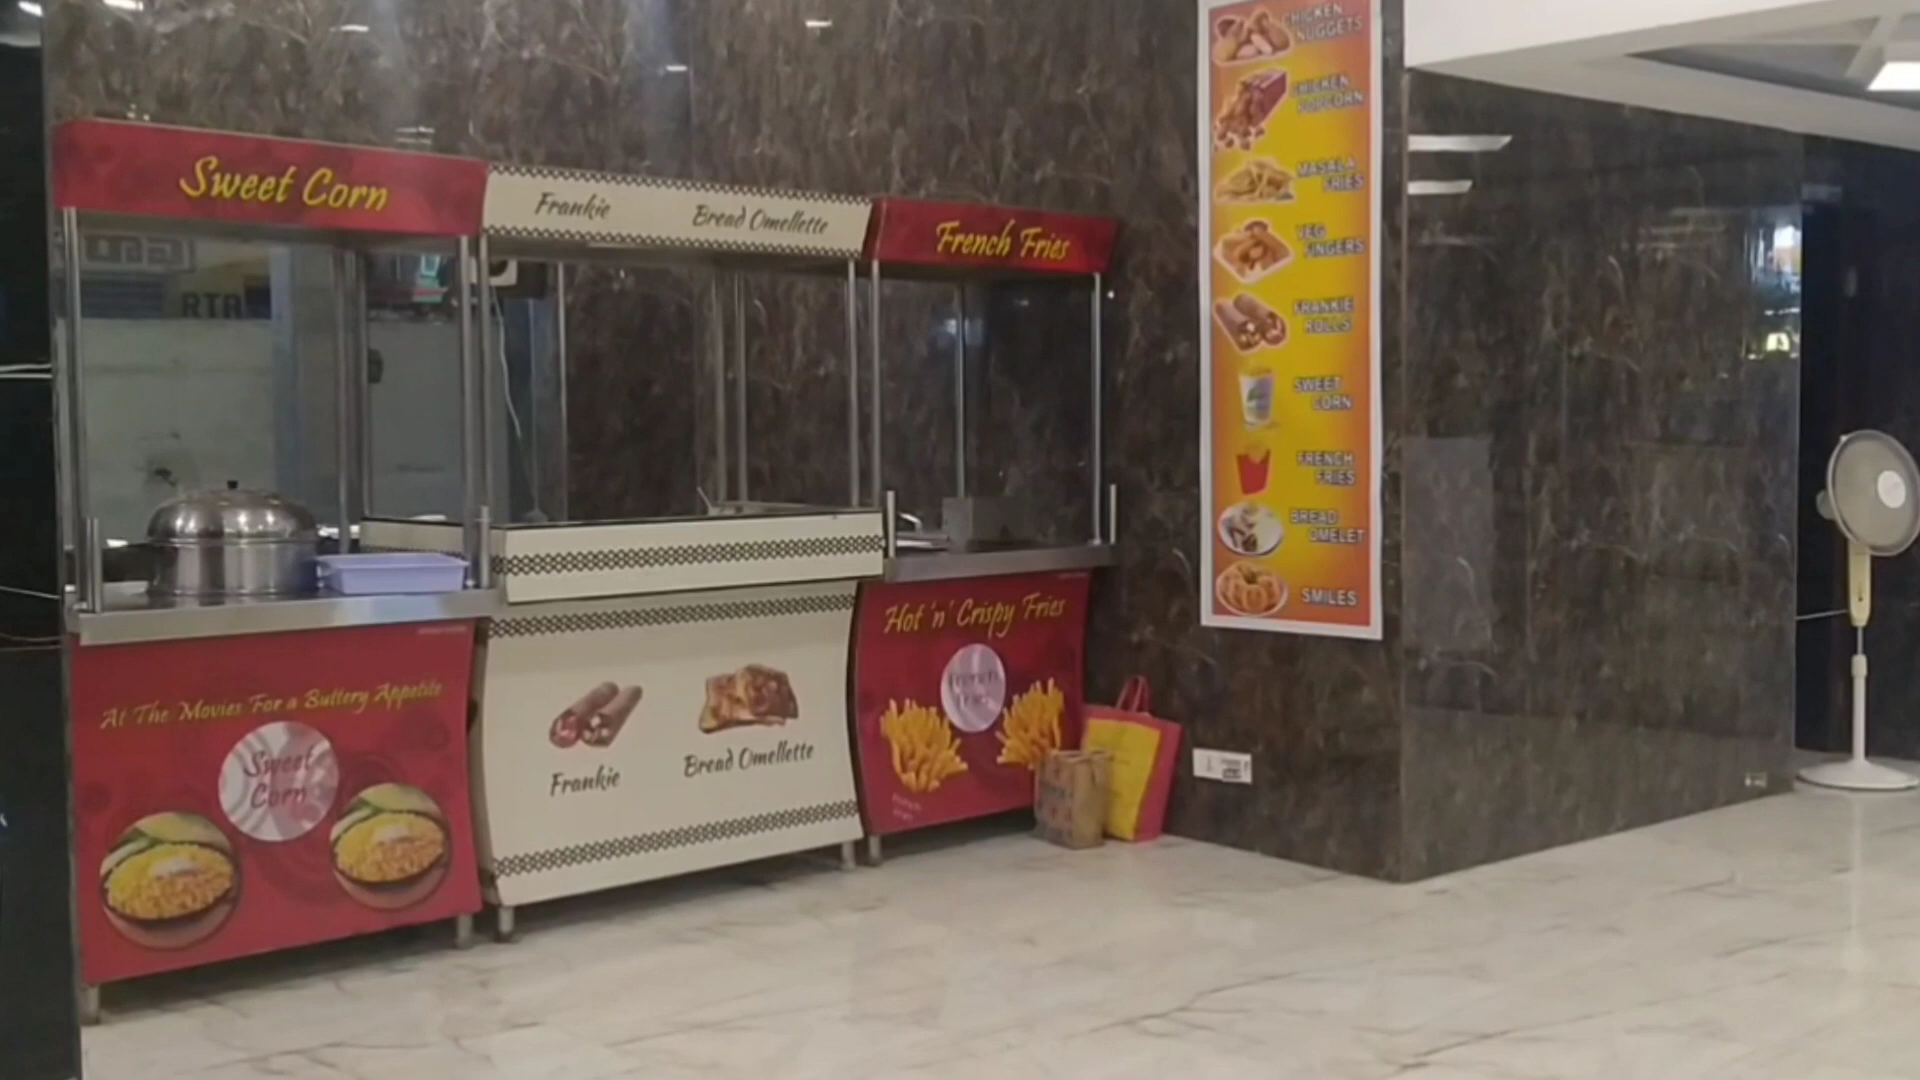 Sweet Corn
Frankie
Bread Omellette
French Fries
RTA
At The Movies For a Buttery Appetite
Sweet
Corn
Frankie
Bread Omellette
Hot 'n' Crispy Fries
French
Fries
CHICKEN
NUGGETS
CHICKEN
POPCORN
MASALA
FRIES
VEG
FINGERS
FRANKIE
ROLLS
SWEET
CORN
FRENCH
FRIES
BREAD
OMELET
SMILES